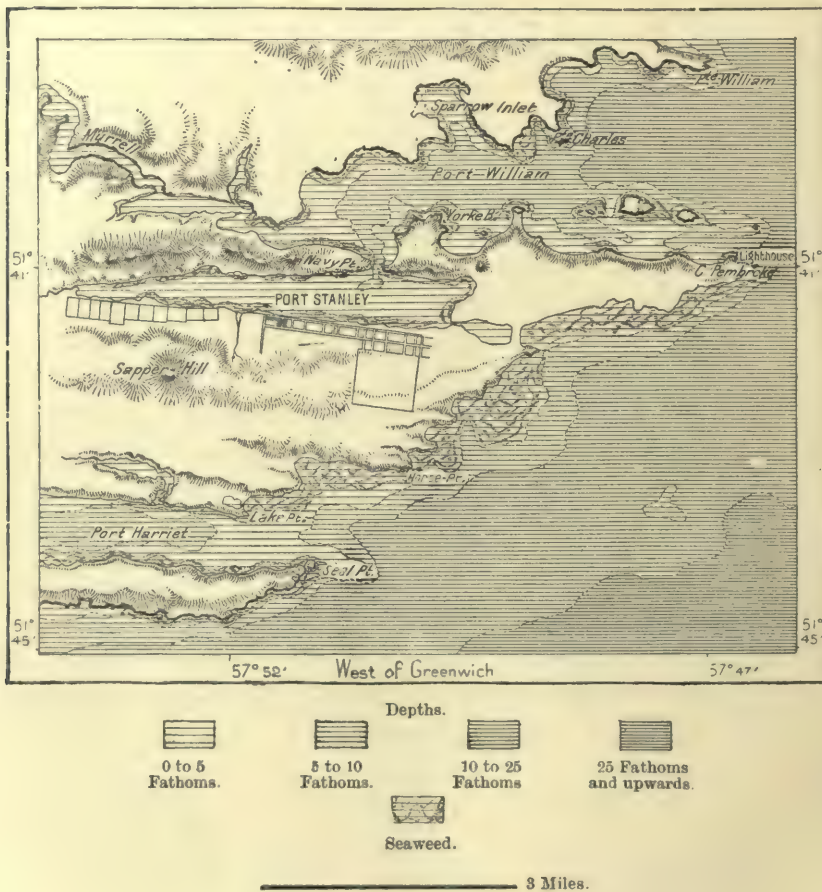 Pte William
Sparrow Inlet
Charles
Murrell
Port William
Yorke B.
Lighthouse
51°
41'
Navy Pt.
C. Pembroke
51°
41'
PORT STANLEY
Sapper Hill
Horse-Pt.
Lake Pt.
Port Harriet
Seal Pt.
51°
45'
51°
45'
57° 52' West of Greenwich 57° 47'
Depths.
0 to 5 5 to 10 10 to 25 25 Fathoms
Fathoms. Fathoms. Fathoms and upwards.
Seaweed.
3 Miles.